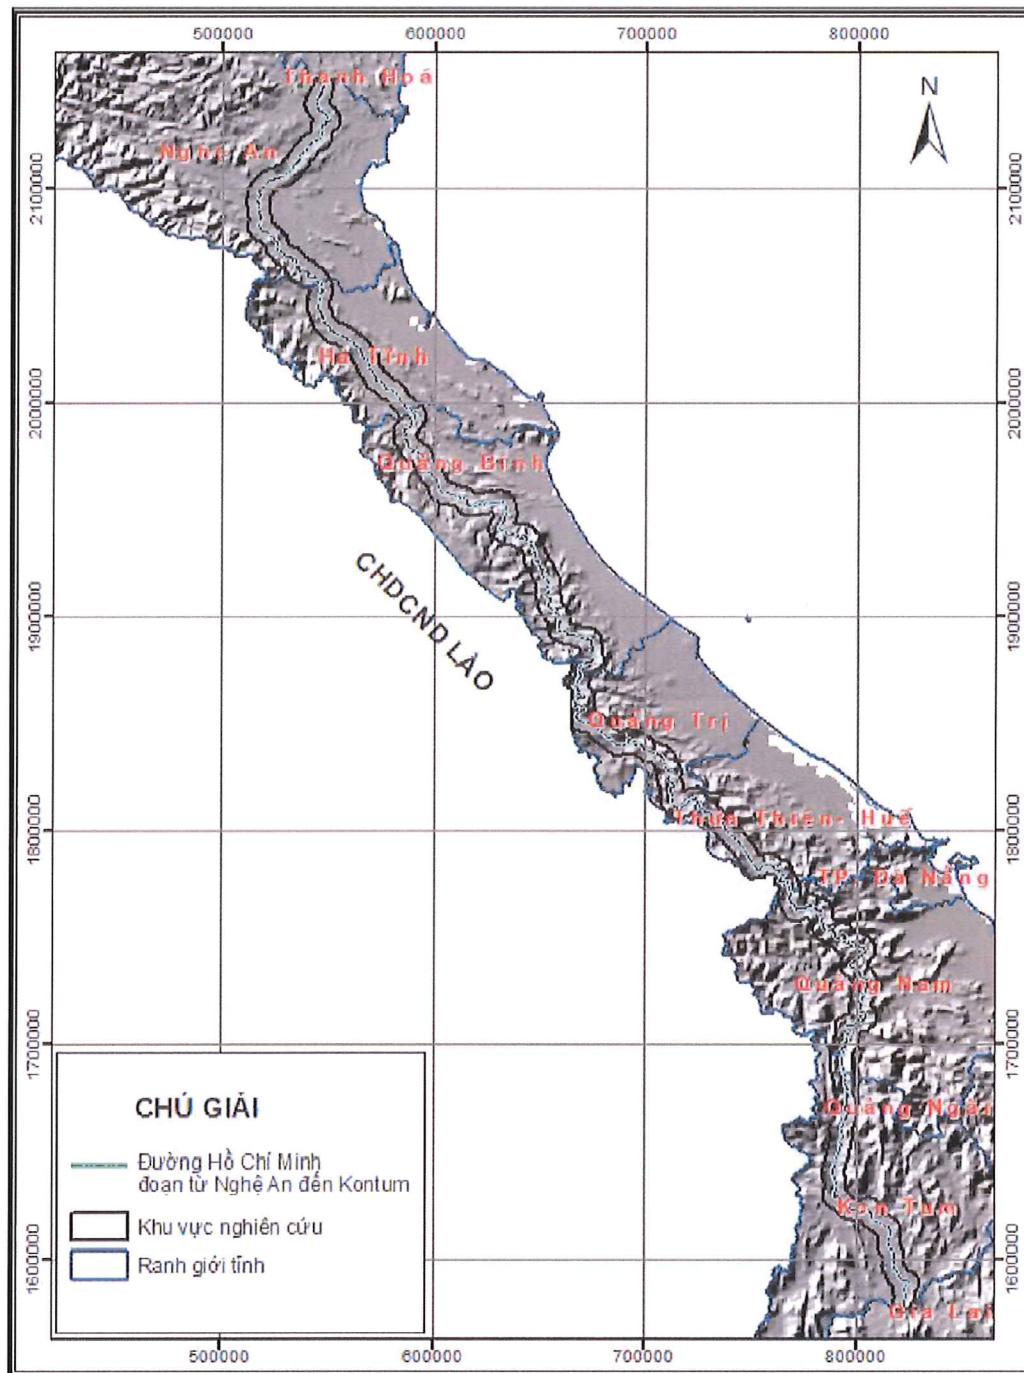 500000 600000 700000 800000
Thanh Hoá
N
Nghệ An
2100000 2100000
Hà Tĩnh
2000000 2000000
Quảng Bình
CHDCND LÀO
1900000 1900000
Quảng Trị
Thừa Thiên- Huế
1800000 1800000
TP. Đà Nẵng
Quảng Nam
1700000 1700000
CHÚ GIẢI
Quảng Ngãi
Đường Hồ Chí Minh
đoạn từ Nghệ An đến Kontum
Kon Tum
Khu vực nghiên cứu
Ranh giới tỉnh
1600000 1600000
Gia Lai
500000 600000 700000 800000